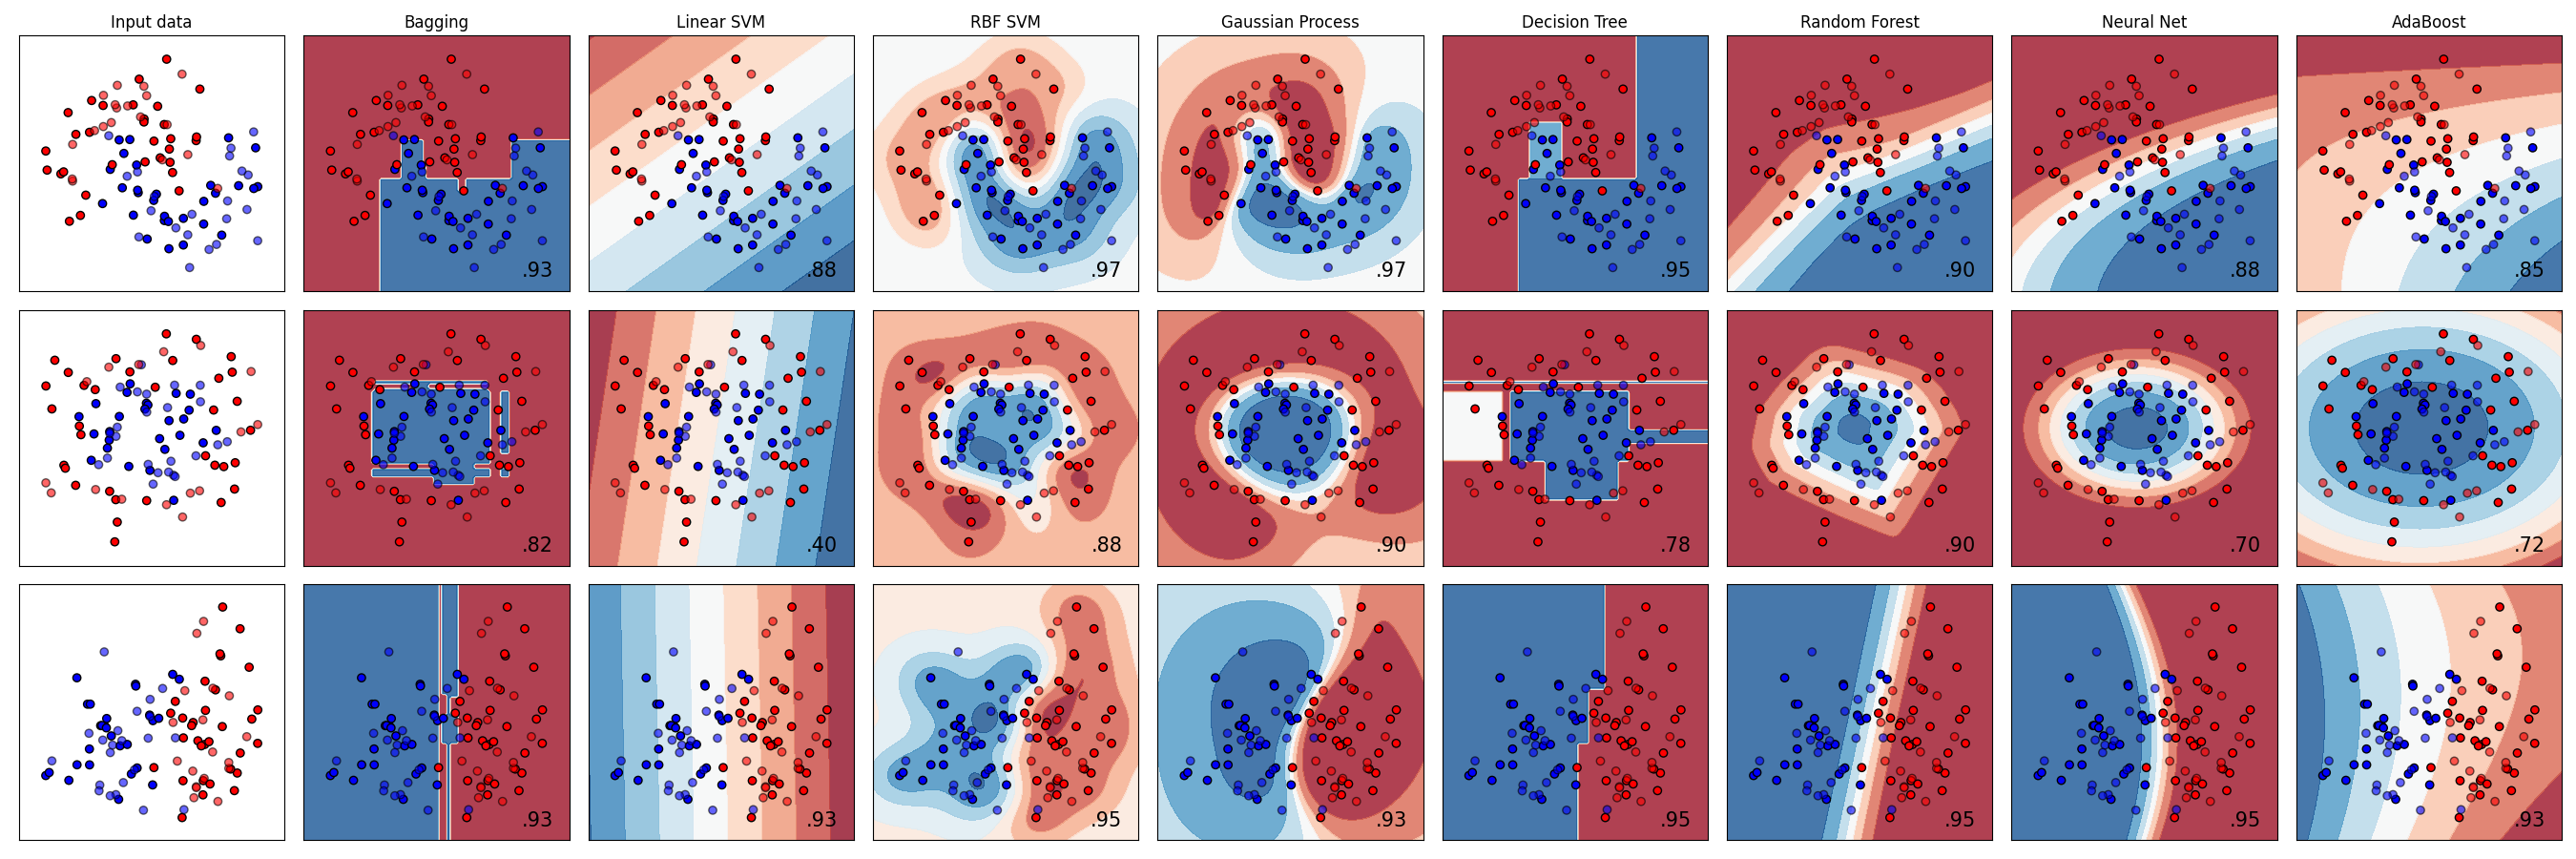 Input data Bagging Linear SVM RBF SVM Gaussian Process Decision Tree Random Forest Neural Net AdaBoost
.93 .88 .97 .97 .95 .90 .88 .85
.82 .40 .88 .90 .78 .90 .70 .72
.93 .93 .95 .93 .95 .95 .95 .93